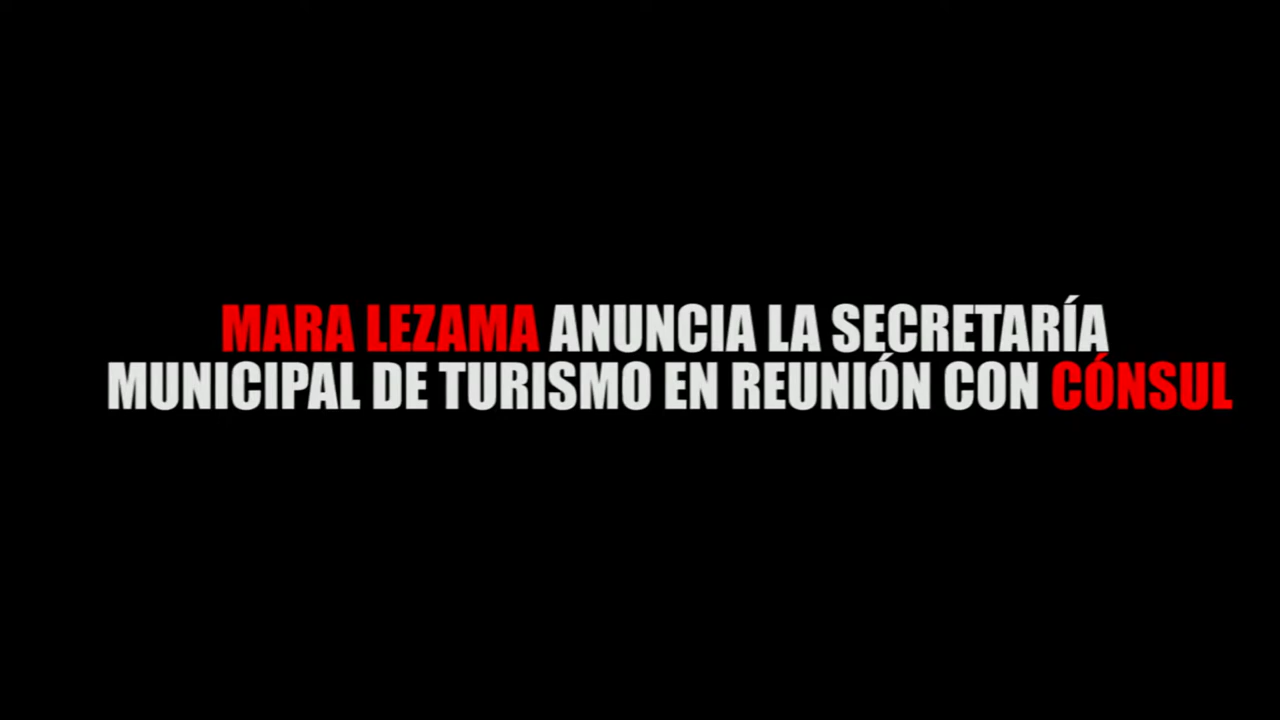 MARA LEZAMA ANUNCIA LA SECRETARÍA
MUNICIPAL DE TURISMO EN REUNIÓN CON CÓNSUL